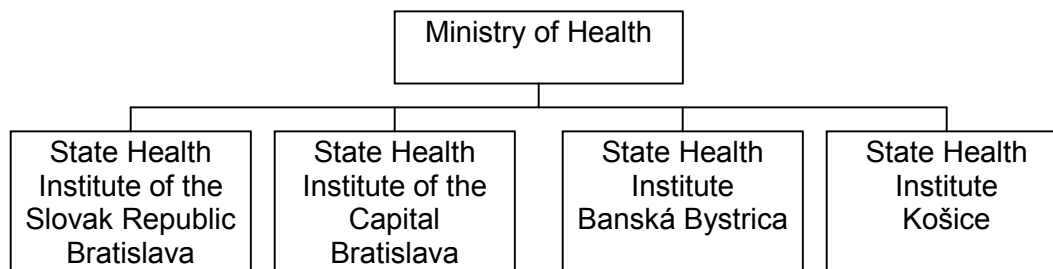 Ministry of Health
State Health
Institute of the
Slovak Republic
Bratislava
State Health
Institute of the
Capital
Bratislava
State Health
Institute
Banská Bystrica
State Health
Institute
Košice